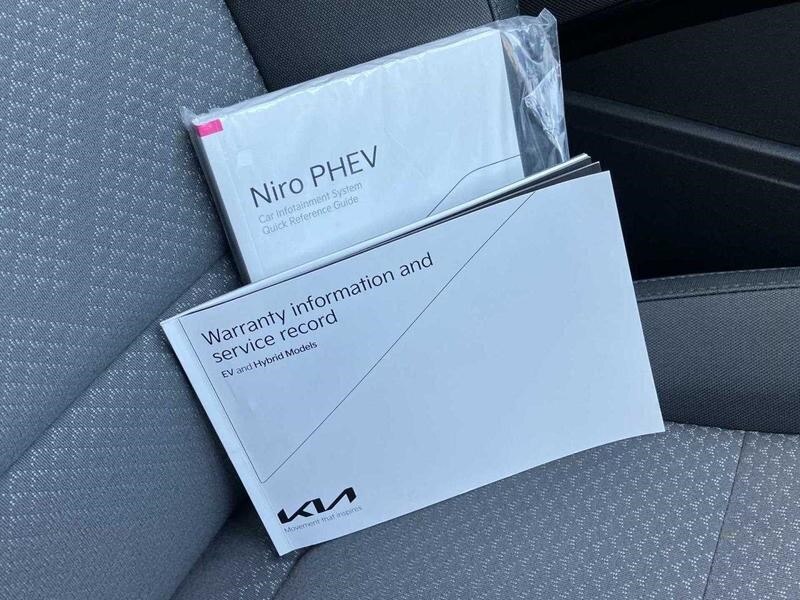 Niro PHEV
Car Infotainment System
Quick Reference Guide
Warranty information and
service record
EV and Hybrid Models
KIA
Movement that inspires